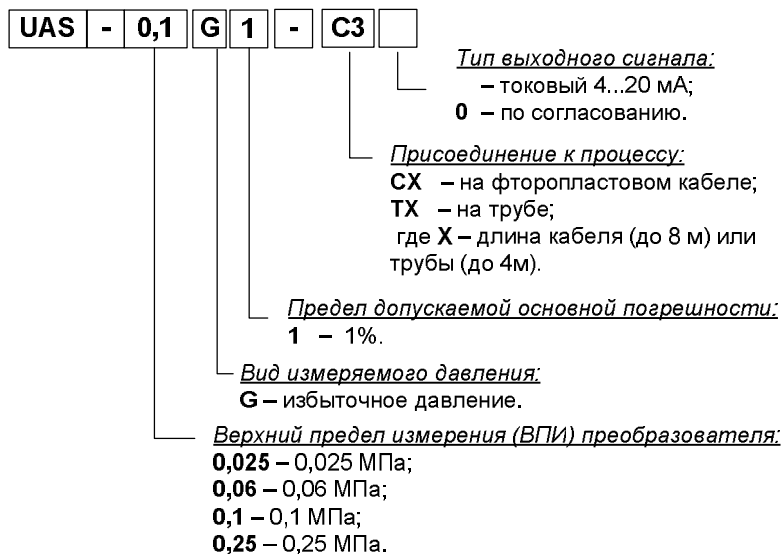 UAS - 0,1 G 1 - C3
Тип выходного сигнала:
– токовый 4...20 мА;
0 – по согласованию.
Присоединение к процессу:
СХ – на фторопластовом кабеле;
ТХ – на трубе;
где Х – длина кабеля (до 8 м) или
трубы (до 4м).
Предел допускаемой основной погрешности:
1 – 1%.
Вид измеряемого давления:
G – избыточное давление.
Верхний предел измерения (ВПИ) преобразователя:
0,025 – 0,025 МПа;
0,06 – 0,06 МПа;
0,1 – 0,1 МПа;
0,25 – 0,25 МПа.